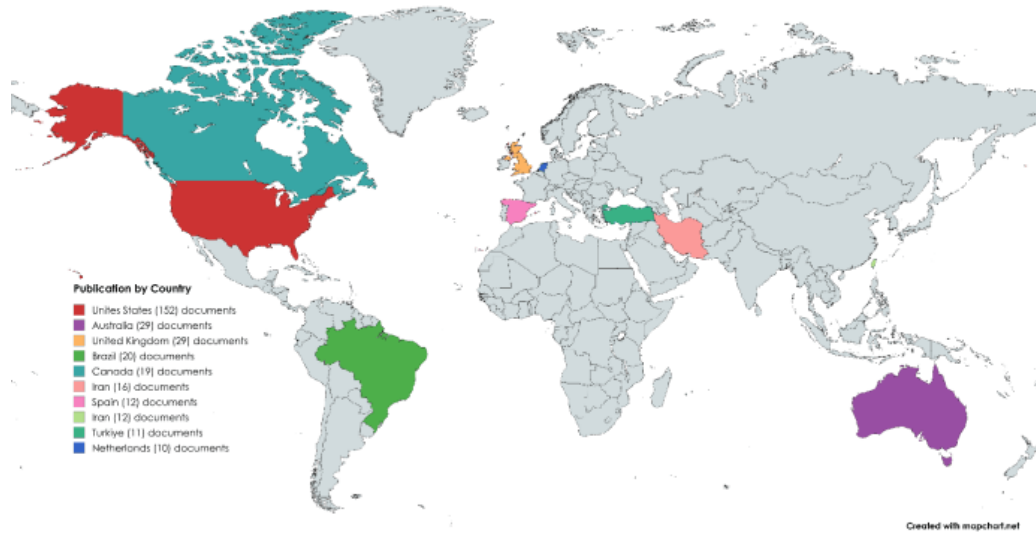 Publication by Country
Unites States (152) documents
Australia (29) documents
United Kingdom (29) documents
Brazil (20) documents
Canada (19) documents
Iran (16) documents
Spain (12) documents
Iran (12) documents
Turkiye (11) documents
Netherlands (10) documents
Created with mapchart.net